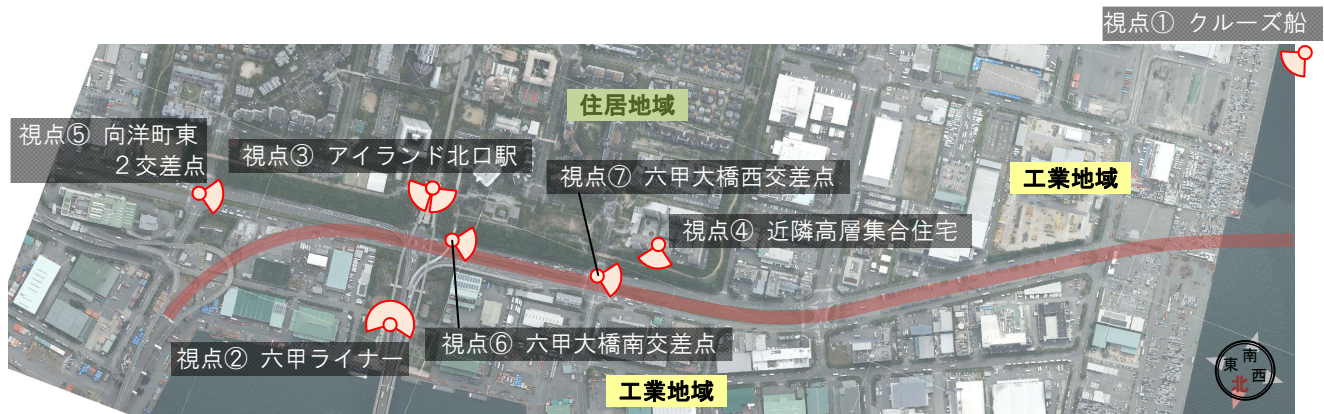 視点① クルーズ船
住居地域
視点⑤ 向洋町東
２交差点
視点③ アイランド北口駅
視点⑦ 六甲大橋西交差点
工業地域
視点④ 近隣高層集合住宅
視点⑥ 六甲大橋南交差点
視点② 六甲ライナー
工業地域
南
東
西
北